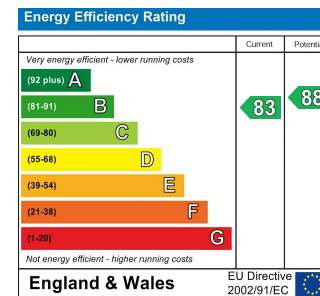 Energy Efficiency Rating
Current Potentia
Very energy efficient - lower running costs
(92 plus) A
(81-91) B
(69-80) C
(55-68) D
(39-54) E
(21-38) F
(1-20) G
83
88
Not energy efficient - higher running costs
England & Wales
EU Directive
2002/91/EC